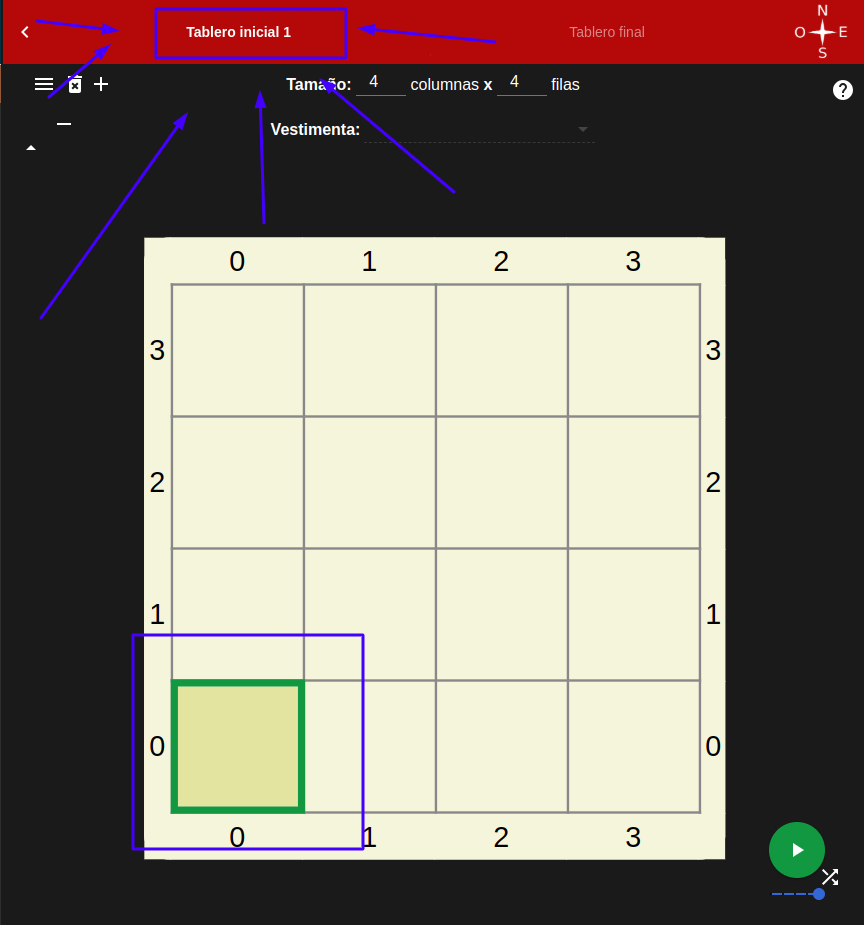 Tablero inicial 1 Tablero final
N
O E
S
Tamaño: 4 columnas x 4 filas
?
Vestimenta:
0 1 2 3
3 3
2 2
1 1
0 0
0 1 2 3